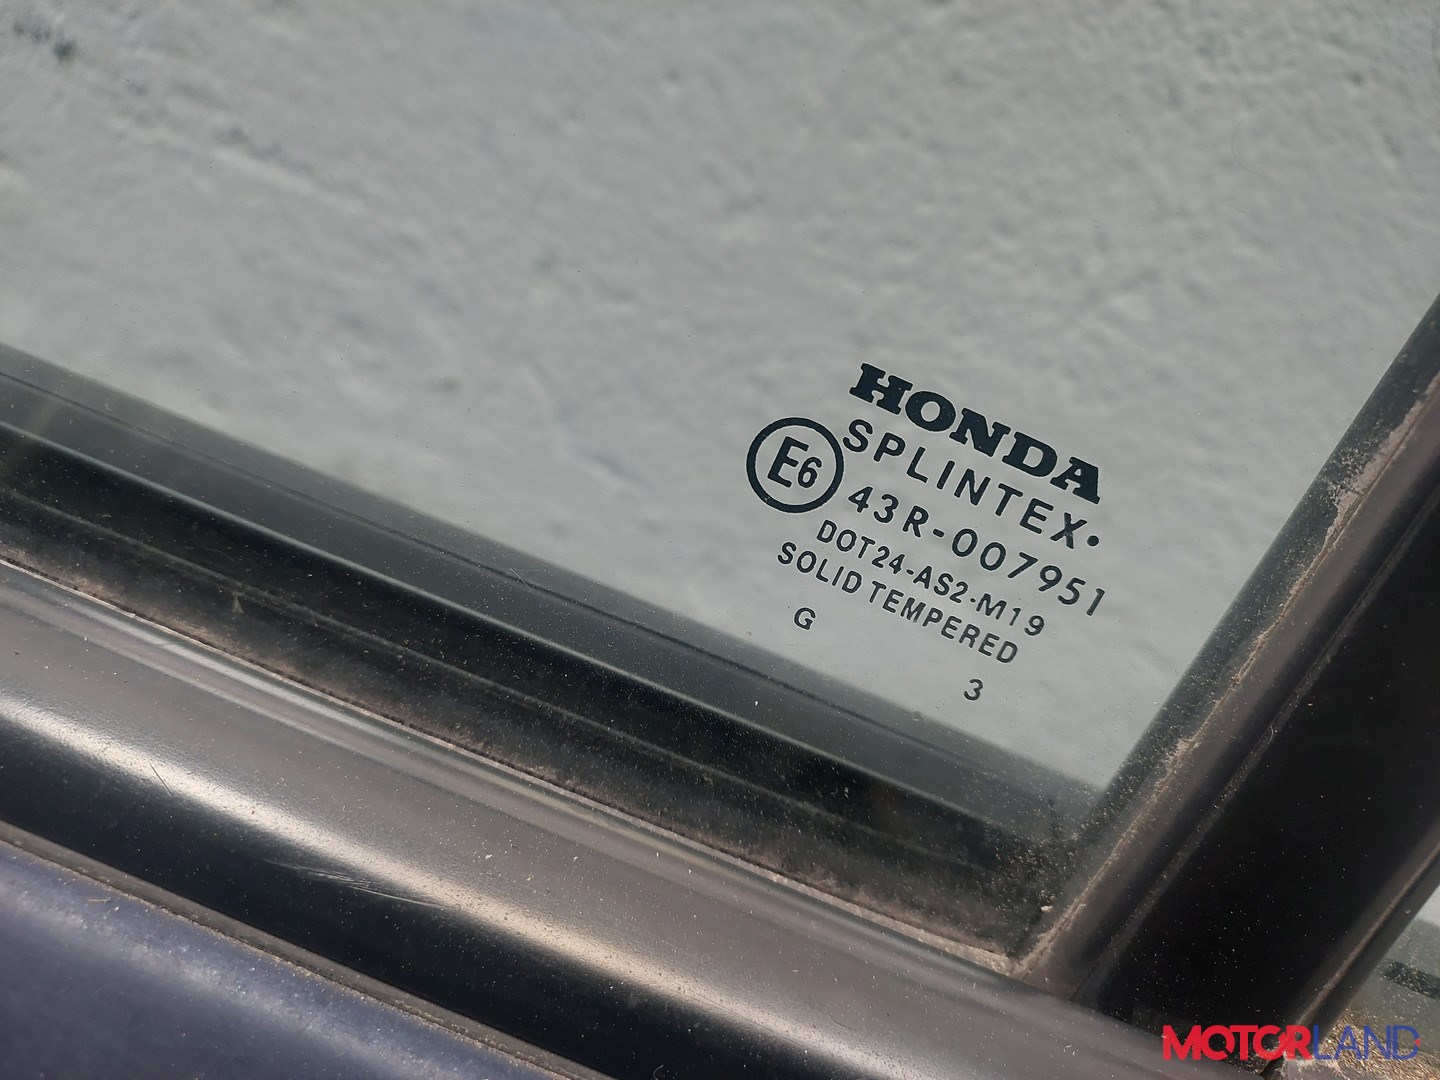 HONDA
SPLINTEX.
E6 43R-007951
DOT24-AS2-M19
SOLID TEMPERED
G
3
MOTORLAND